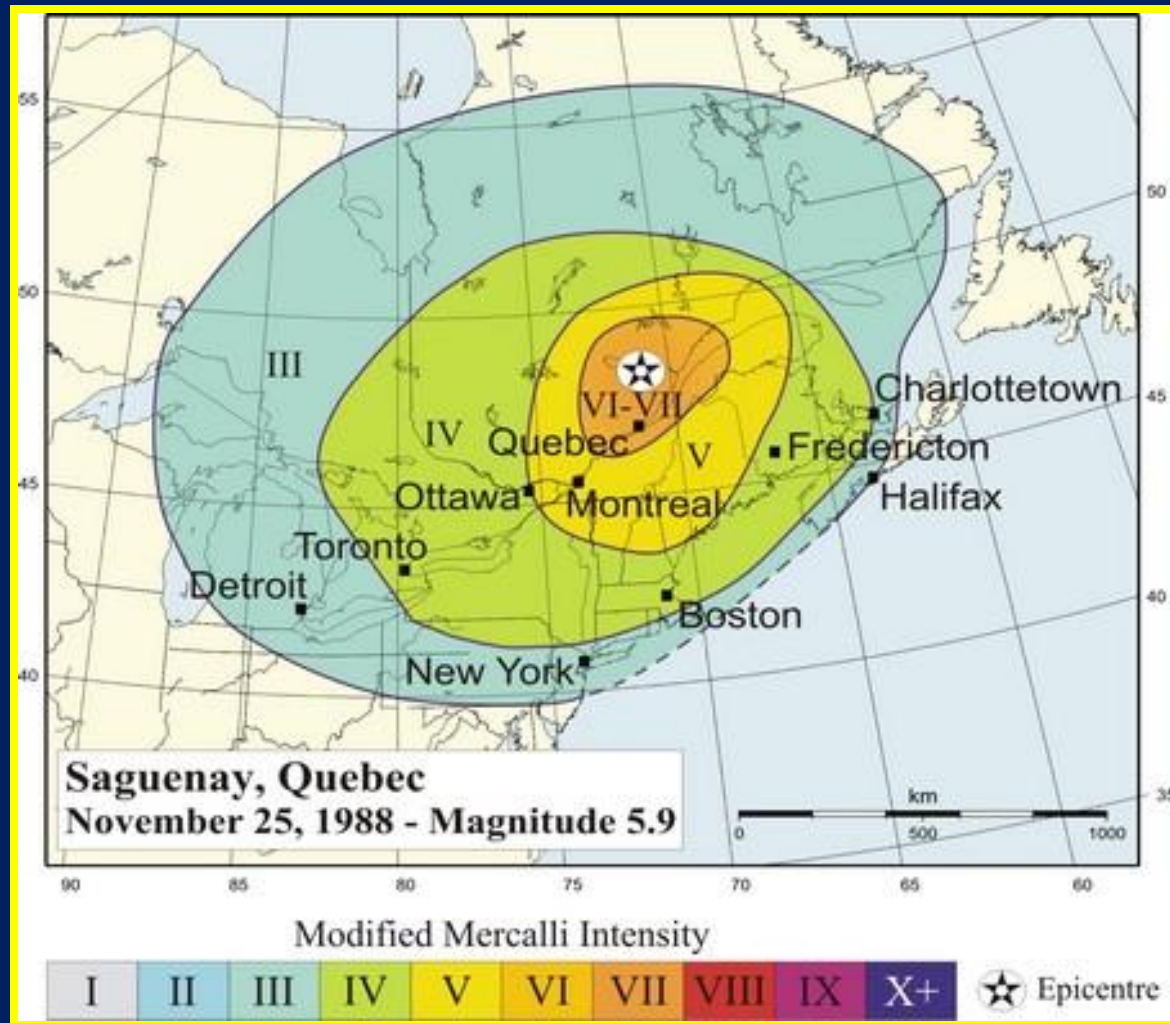 55
50
III
Charlottetown
50
45
VI-VII
IV
Quebec
V
Fredericton
45
Ottawa
Montreal
Halifax
Toronto
Detroit
Boston
40
New York
40
Saguenay, Quebec
November 25, 1988 - Magnitude 5.9
km
0 500 1000
35
90 85 80 75 70 65 60
Modified Mercalli Intensity
I II III IV V VI VII VIII IX X+
Epicentre